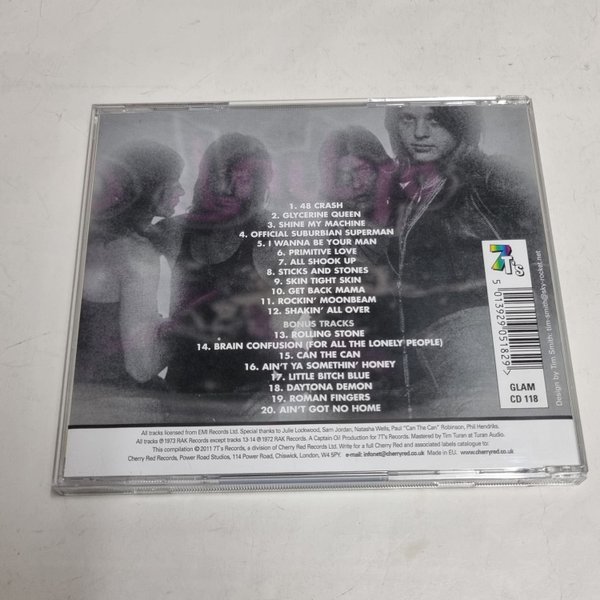 1. 48 CRASH
2. GLYCERINE QUEEN
3. SHINE MY MACHINE
4. OFFICIAL SUBURBIAN SUPERMAN
5. I WANNA BE YOUR MAN
6. PRIMITIVE LOVE
7. ALL SHOOK UP
8. STICKS AND STONES
9. SKIN TIGHT SKIN
10. GET BACK MAMA
11. ROCKIN' MOONBEAM
12. SHAKIN' ALL OVER
BONUS TRACKS
13. ROLLING STONE
14. BRAIN CONFUSION (FOR ALL THE LONELY PEOPLE)
15. CAN THE CAN
16. AIN'T YA SOMETHIN' HONEY
17. LITTLE BITCH BLUE
18. DAYTONA DEMON
19. ROMAN FINGERS
20. AIN'T GOT NO HOME
7T's
5 013929 051829
GLAM
CD 118
Design by Tim Smith: tim-smith@sky-rocket.net
All tracks licensed from EMI Records Ltd. Special thanks to Julie Lockwood, Sam Jordan, Natasha Wells, Paul "Can The Can" Robinson, Phil Hendriks.
All tracks ℗ 1973 RAK Records except tracks 13-14 ℗ 1972 RAK Records. A Captain Oi! Production for 7T's Records. Mastered by Tim Turan at Turan Audio.
This compilation © 2011 7T's Records, a division of Cherry Red Records Ltd. Write for a full Cherry Red and associated labels catalogue to:
Cherry Red Records, Power Road Studios, 114 Power Road, Chiswick, London, W4 5PY. e-mail: infonet@cherryred.co.uk Made in EU. www.cherryred.co.uk